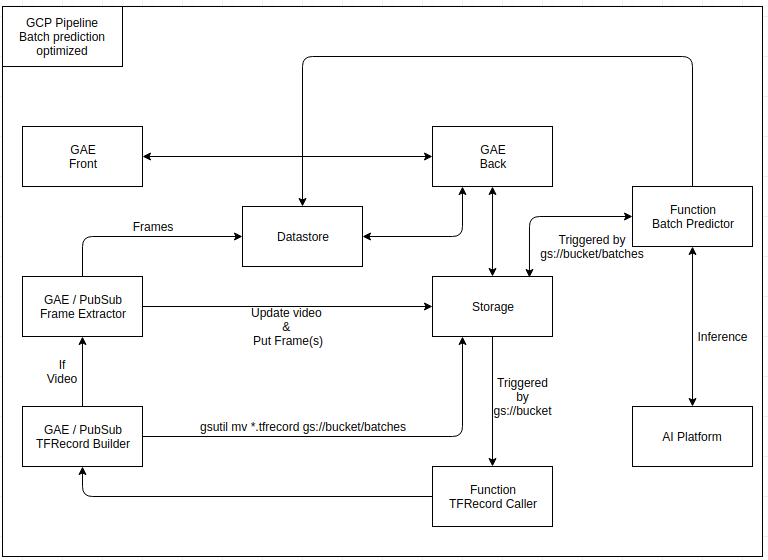 GCP Pipeline
Batch prediction
optimized
GAE
Front
GAE
Back
Function
Batch Predictor
Frames
Datastore
Triggered by
gs://bucket/batches
GAE / PubSub
Frame Extractor
Update video
&
Put Frame(s)
Storage
Inference
If
Video
Triggered
by
gs://bucket
GAE / PubSub
TFRecord Builder
gsutil mv *.tfrecord gs://bucket/batches
AI Platform
Function
TFRecord Caller